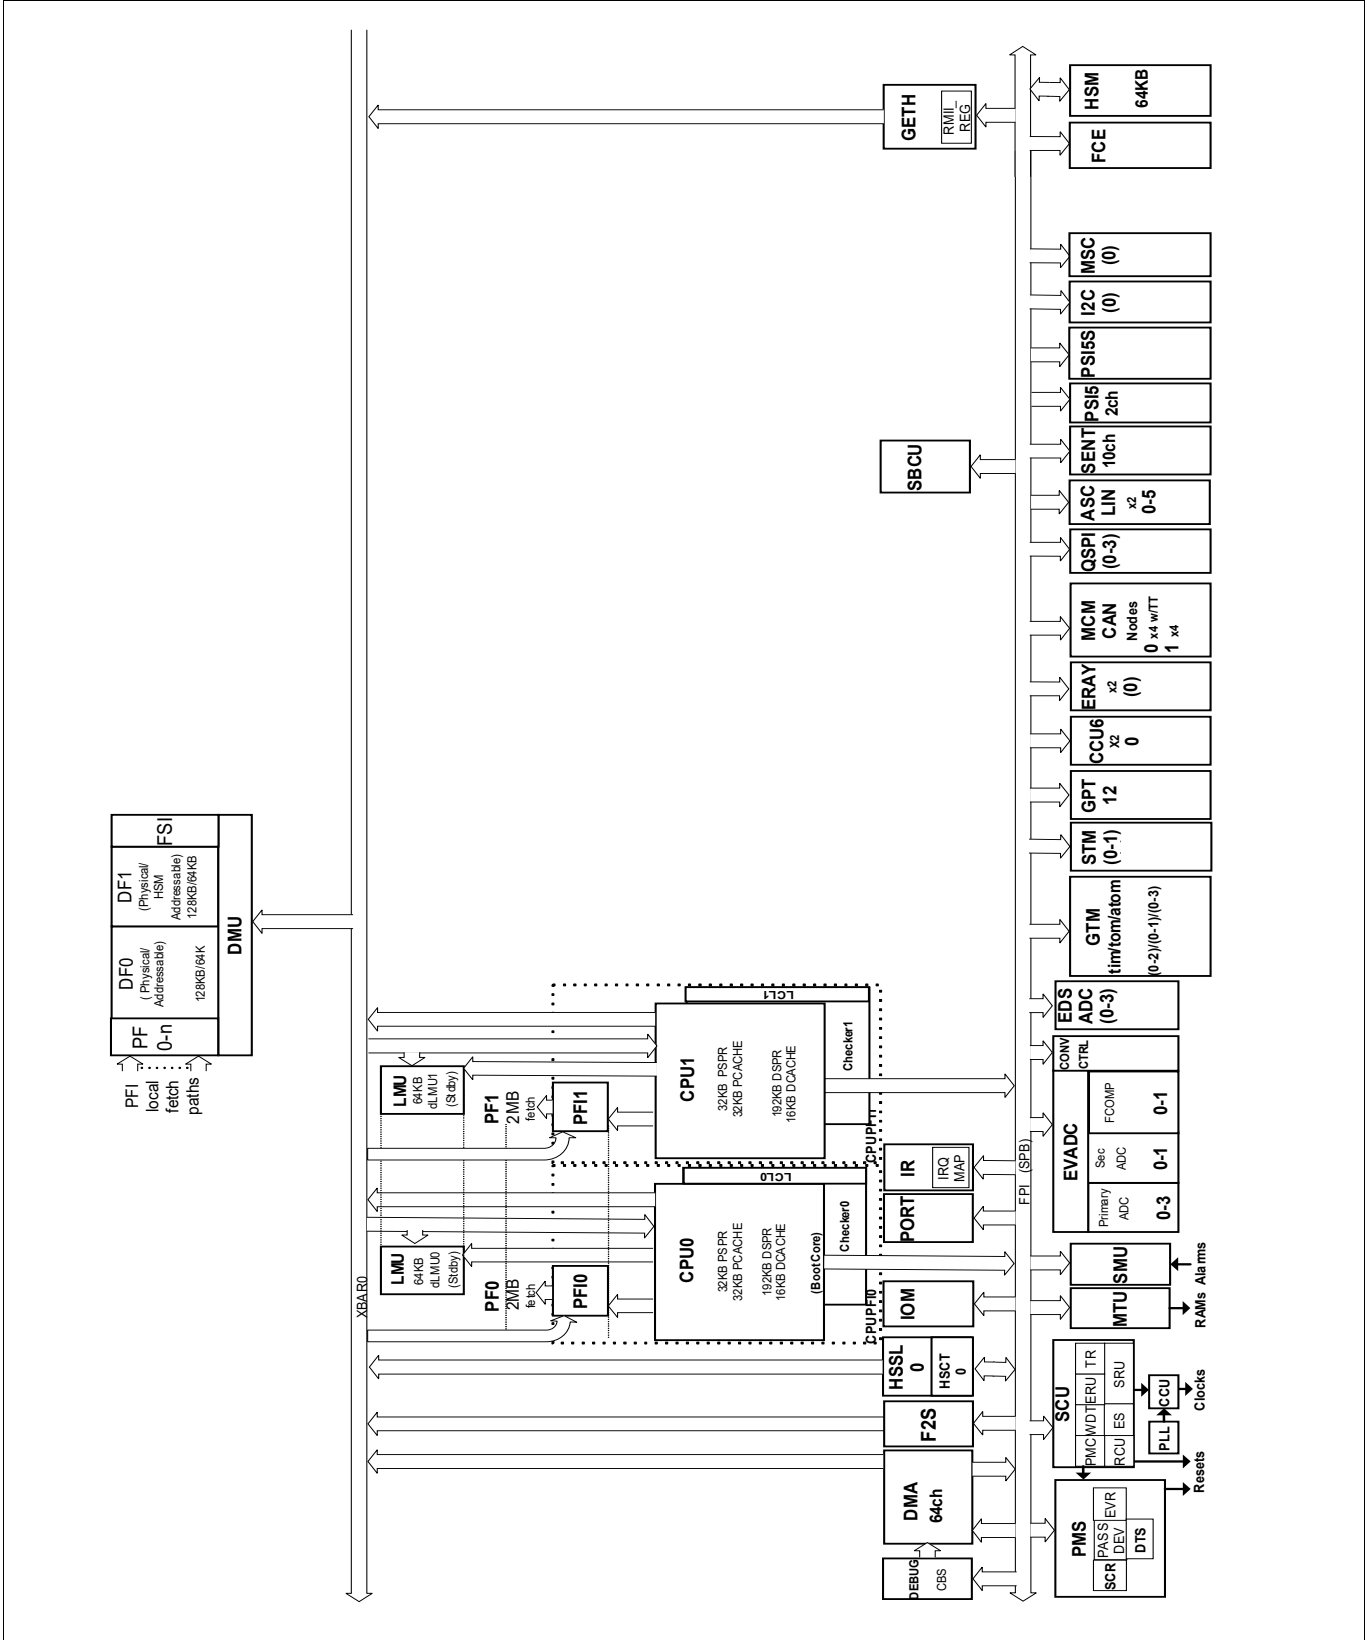 PFI
local
fetch
paths
PF
0-n
DF0
( Physical/
Addressable)
128KB/64K
DF1
(Physical/
HSM
Addressable)
128KB/64KB
FSI
DMU
XBAR0
LMU
64KB
dLMU0
(Stdby)
PF0
2MB
fetch
PFI0
CPU0
32KB PSPR
32KB PCACHE
192KB DSPR
16KB DCACHE
(BootCore)
LCL0
Checker0
CPUPFI0
LMU
64KB
dLMU1
(Stdby)
PF1
2MB
fetch
PFI1
CPU1
32KB PSPR
32KB PCACHE
192KB DSPR
16KB DCACHE
LCL1
Checker1
CPUPFI1
DEBUG
CBS
DMA
64ch
F2S
HSSL
0
HSCT
0
IOM
PORT
IR
IRQ
MAP
SBCU
GETH
RMII_
REG
FPI (SPB)
PMS
SCR
PASS
DEV
EVR
DTS
Resets
SCU
PMC
WDT
ERU
TR
RCU
ES
SRU
PLL
CCU
Clocks
MTU
RAMs
SMU
Alarms
EVADC
Primary
ADC
0-3
Sec
ADC
0-1
FCOMP
0-1
CONV
CTRL
EDS
ADC
(0-3)
GTM
tim/tom/atom
(0-2)/(0-1)/(0-3)
STM
(0-1)
GPT
12
CCU6
X2
0
ERAY
x2
(0)
MCM
CAN
Nodes
0 x4 w/TT
1 x4
QSPI
(0-3)
ASC
LIN
x2
0-5
SENT
10ch
PSI5
2ch
PSI5S
I2C
(0)
MSC
(0)
FCE
HSM
64KB